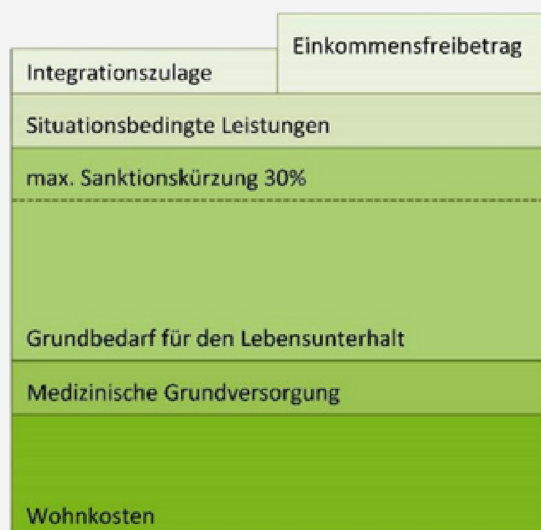 Einkommensfreibetrag
Integrationszulage
Situationsbedingte Leistungen
max. Sanktionskürzung 30%
Grundbedarf für den Lebensunterhalt
Medizinische Grundversorgung
Wohnkosten